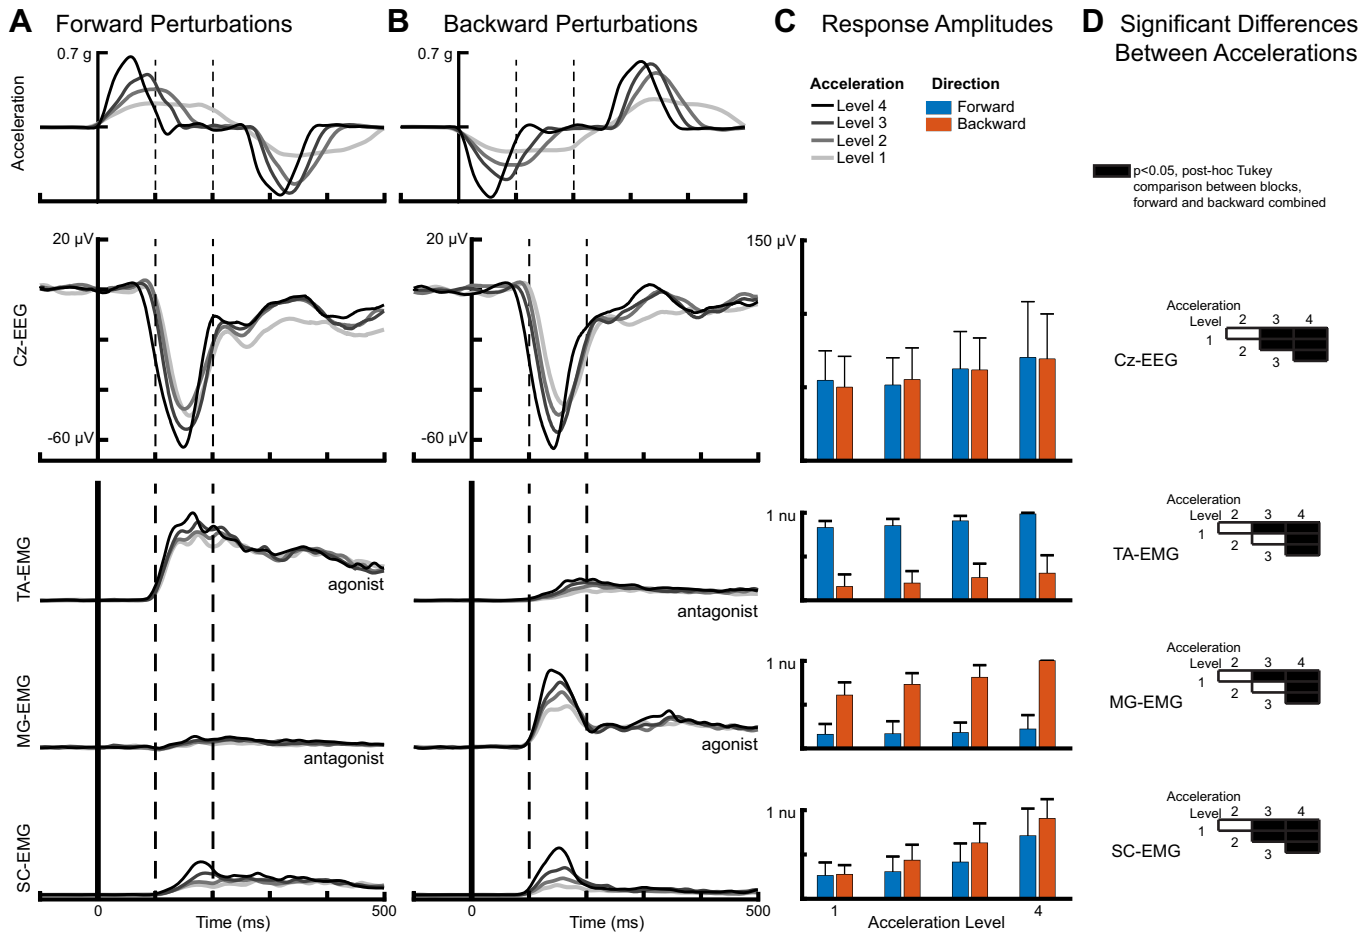 A Forward Perturbations
B Backward Perturbations
C Response Amplitudes
D Significant Differences
Between Accelerations
Acceleration
0.7 g
0.7 g
Acceleration
Level 4
Level 3
Level 2
Level 1
Direction
Forward
Backward
p<0.05, post-hoc Tukey
comparison between blocks,
forward and backward combined
Cz-EEG
20 µV
-60 µV
20 µV
-60 µV
150 µV
Cz-EEG
Acceleration
Level 2 3 4
1
2
3
TA-EMG
agonist
antagonist
1 nu
TA-EMG
Acceleration
Level 2 3 4
1
2
3
MG-EMG
antagonist
agonist
1 nu
MG-EMG
Acceleration
Level 2 3 4
1
2
3
SC-EMG
1 nu
SC-EMG
Acceleration
Level 2 3 4
1
2
3
0 500
Time (ms)
0 500
Time (ms)
1 4
Acceleration Level